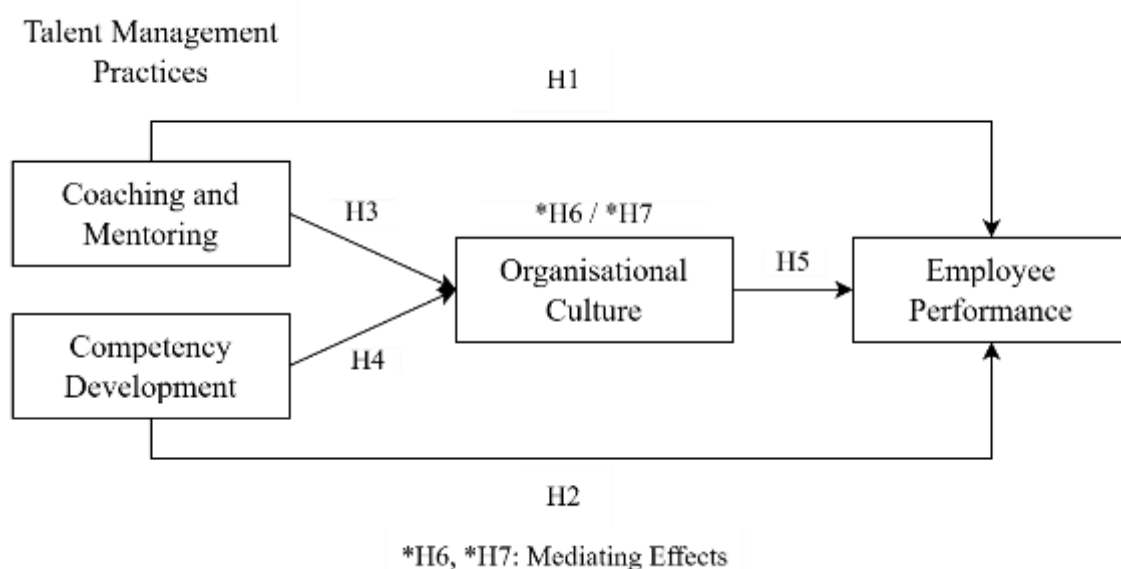 Talent Management
Practices
H1
Coaching and
Mentoring
H3
*H6 / *H7
Organisational
Culture
H5
Employee
Performance
Competency
Development
H4
H2
*H6, *H7: Mediating Effects